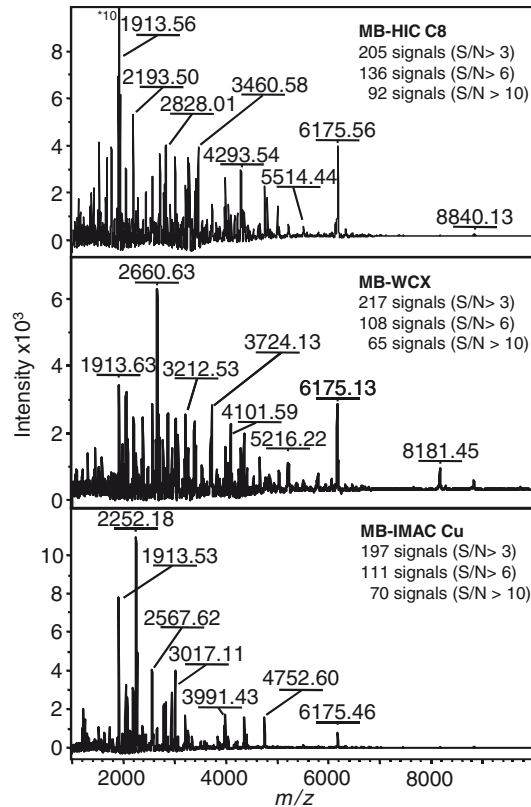 *10
1913.56
2193.50
2828.01
3460.58
4293.54
5514.44
6175.56
8840.13
MB-HIC C8
205 signals (S/N> 3)
136 signals (S/N> 6)
92 signals (S/N > 10)
8
6
4
2
0
2660.63
1913.63
3212.53
3724.13
4101.59
5216.22
6175.13
8181.45
MB-WCX
217 signals (S/N> 3)
108 signals (S/N> 6)
65 signals (S/N > 10)
6
4
2
0
Intensity x10³
2252.18
1913.53
2567.62
3017.11
3991.43
4752.60
6175.46
MB-IMAC Cu
197 signals (S/N> 3)
111 signals (S/N> 6)
70 signals (S/N > 10)
10
8
6
4
2
0
2000 4000 6000 8000
m/z